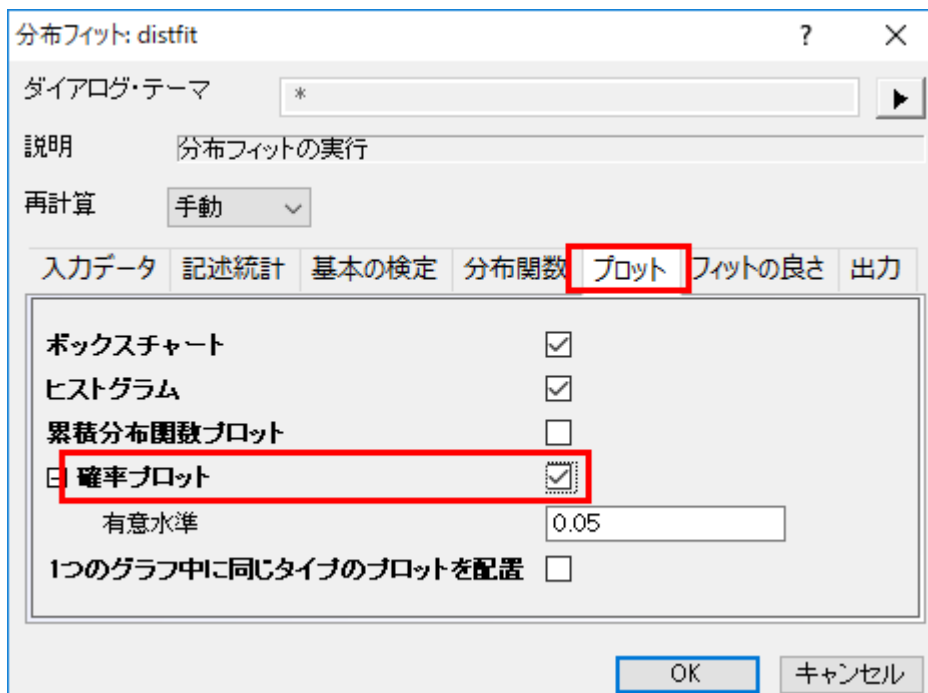 分布フィット: distfit ? ×
ダイアログ・テーマ *
説明 分布フィットの実行
再計算 手動
入力データ 記述統計 基本の検定 分布関数 プロット フィットの良さ 出力
ボックスチャート
ヒストグラム
累積分布関数プロット
確率プロット
有意水準 0.05
1つのグラフ中に同じタイプのプロットを配置
OK キャンセル